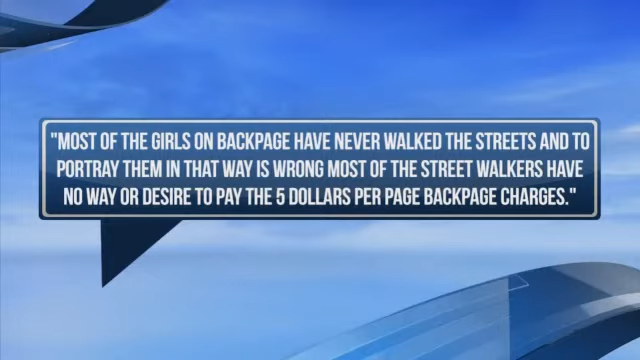 "MOST OF THE GIRLS ON BACKPAGE HAVE NEVER WALKED THE STREETS AND TO
PORTRAY THEM IN THAT WAY IS WRONG MOST OF THE STREET WALKERS HAVE
NO WAY OR DESIRE TO PAY THE 5 DOLLARS PER PAGE BACKPAGE CHARGES."